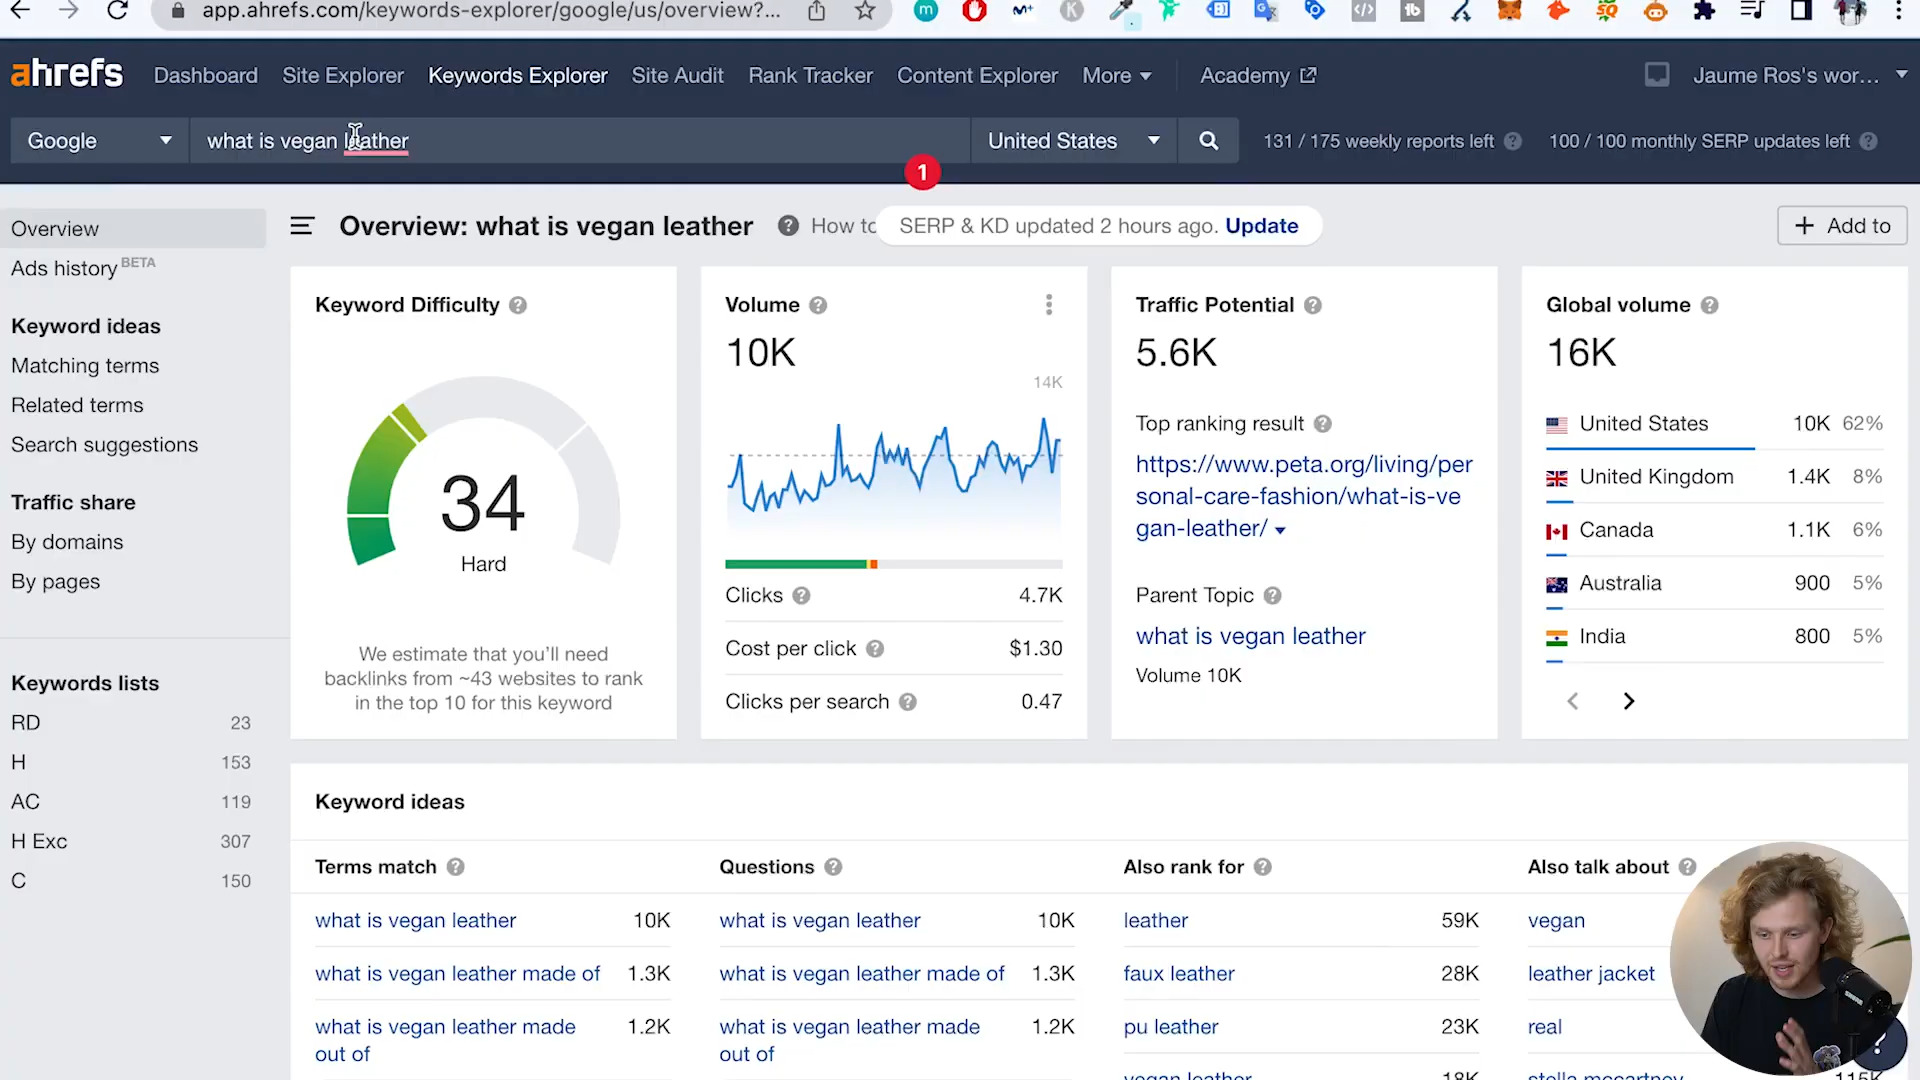 app.ahrefs.com/keywords-explorer/google/us/overview?...
ahrefs Dashboard Site Explorer Keywords Explorer Site Audit Rank Tracker Content Explorer More Academy Jaume Ros's wor...
Google what is vegan leather United States 131 / 175 weekly reports left 100 / 100 monthly SERP updates left
1
Overview
Ads history BETA
Keyword ideas
Matching terms
Related terms
Search suggestions
Traffic share
By domains
By pages
Keywords lists
RD 23
H 153
AC 119
H Exc 307
C 150
Overview: what is vegan leather How to SERP & KD updated 2 hours ago. Update + Add to
Keyword Difficulty
34
Hard
We estimate that you'll need
backlinks from ~43 websites to rank
in the top 10 for this keyword
Volume
10K
14K
Clicks 4.7K
Cost per click $1.30
Clicks per search 0.47
Traffic Potential
5.6K
Top ranking result
https://www.peta.org/living/per
sonal-care-fashion/what-is-ve
gan-leather/
Parent Topic
what is vegan leather
Volume 10K
Global volume
16K
United States 10K 62%
United Kingdom 1.4K 8%
Canada 1.1K 6%
Australia 900 5%
India 800 5%
Keyword ideas
Terms match
what is vegan leather 10K
what is vegan leather made of 1.3K
what is vegan leather made 1.2K
out of
Questions
what is vegan leather 10K
what is vegan leather made of 1.3K
what is vegan leather made 1.2K
out of
Also rank for
leather 59K
faux leather 28K
pu leather 23K
vegan leather 18K
Also talk about
vegan
leather jacket
real
stella mccartney 115K